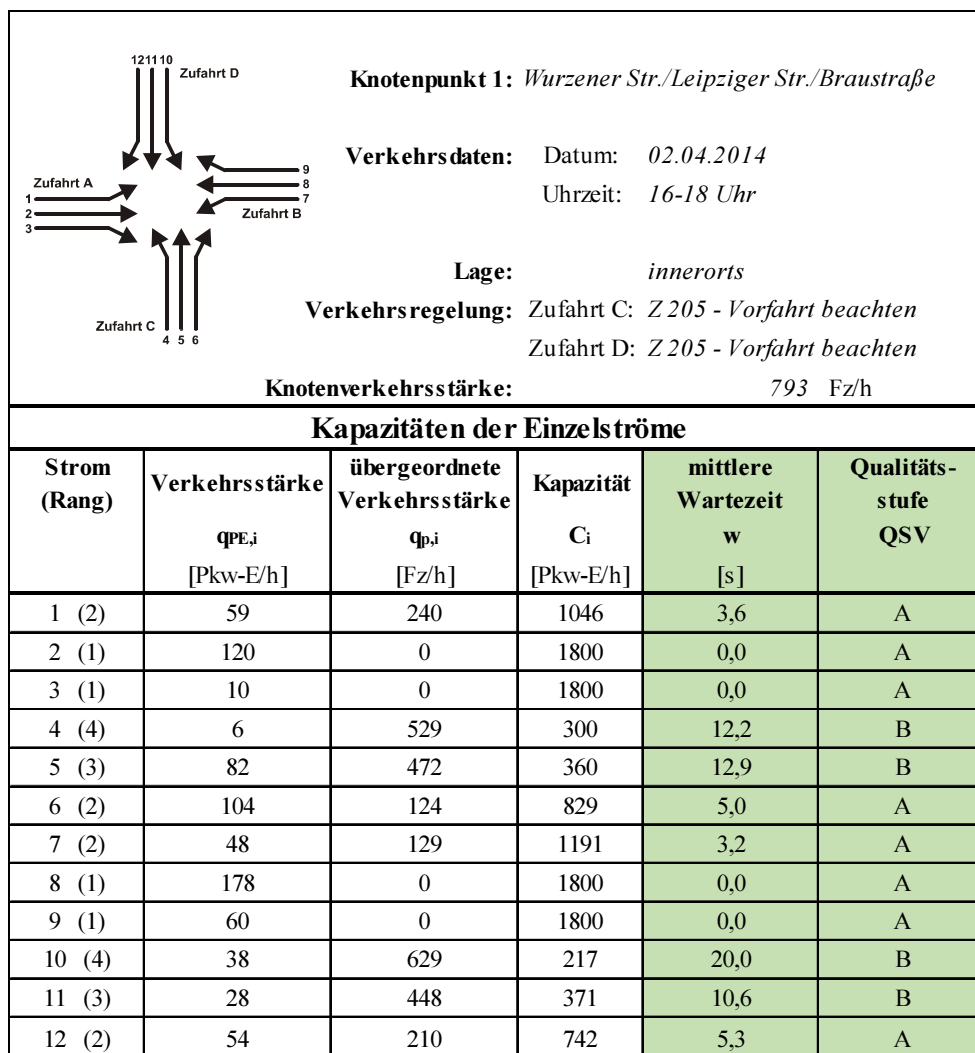 121110
Zufahrt D
Knotenpunkt 1: Wurzener Str./Leipziger Str./Braustraße
Verkehrsdaten: Datum: 02.04.2014
Uhrzeit: 16-18 Uhr
9
8
7
Zufahrt B
Zufahrt A
1
2
3
Lage: innerorts
Verkehrsregelung: Zufahrt C: Z 205 - Vorfahrt beachten
Zufahrt C
4 5 6
Zufahrt D: Z 205 - Vorfahrt beachten
Knotenverkehrsstärke: 793 Fz/h
Kapazitäten der Einzelströme
Strom (Rang) Verkehrsstärke übergeordnete Verkehrsstärke Kapazität mittlere Wartezeit Qualitäts-stufe
qPE,i qp,i Ci w QSV
[Pkw-E/h] [Fz/h] [Pkw-E/h] [s]
1 (2) 59 240 1046 3,6 A
2 (1) 120 0 1800 0,0 A
3 (1) 10 0 1800 0,0 A
4 (4) 6 529 300 12,2 B
5 (3) 82 472 360 12,9 B
6 (2) 104 124 829 5,0 A
7 (2) 48 129 1191 3,2 A
8 (1) 178 0 1800 0,0 A
9 (1) 60 0 1800 0,0 A
10 (4) 38 629 217 20,0 B
11 (3) 28 448 371 10,6 B
12 (2) 54 210 742 5,3 A